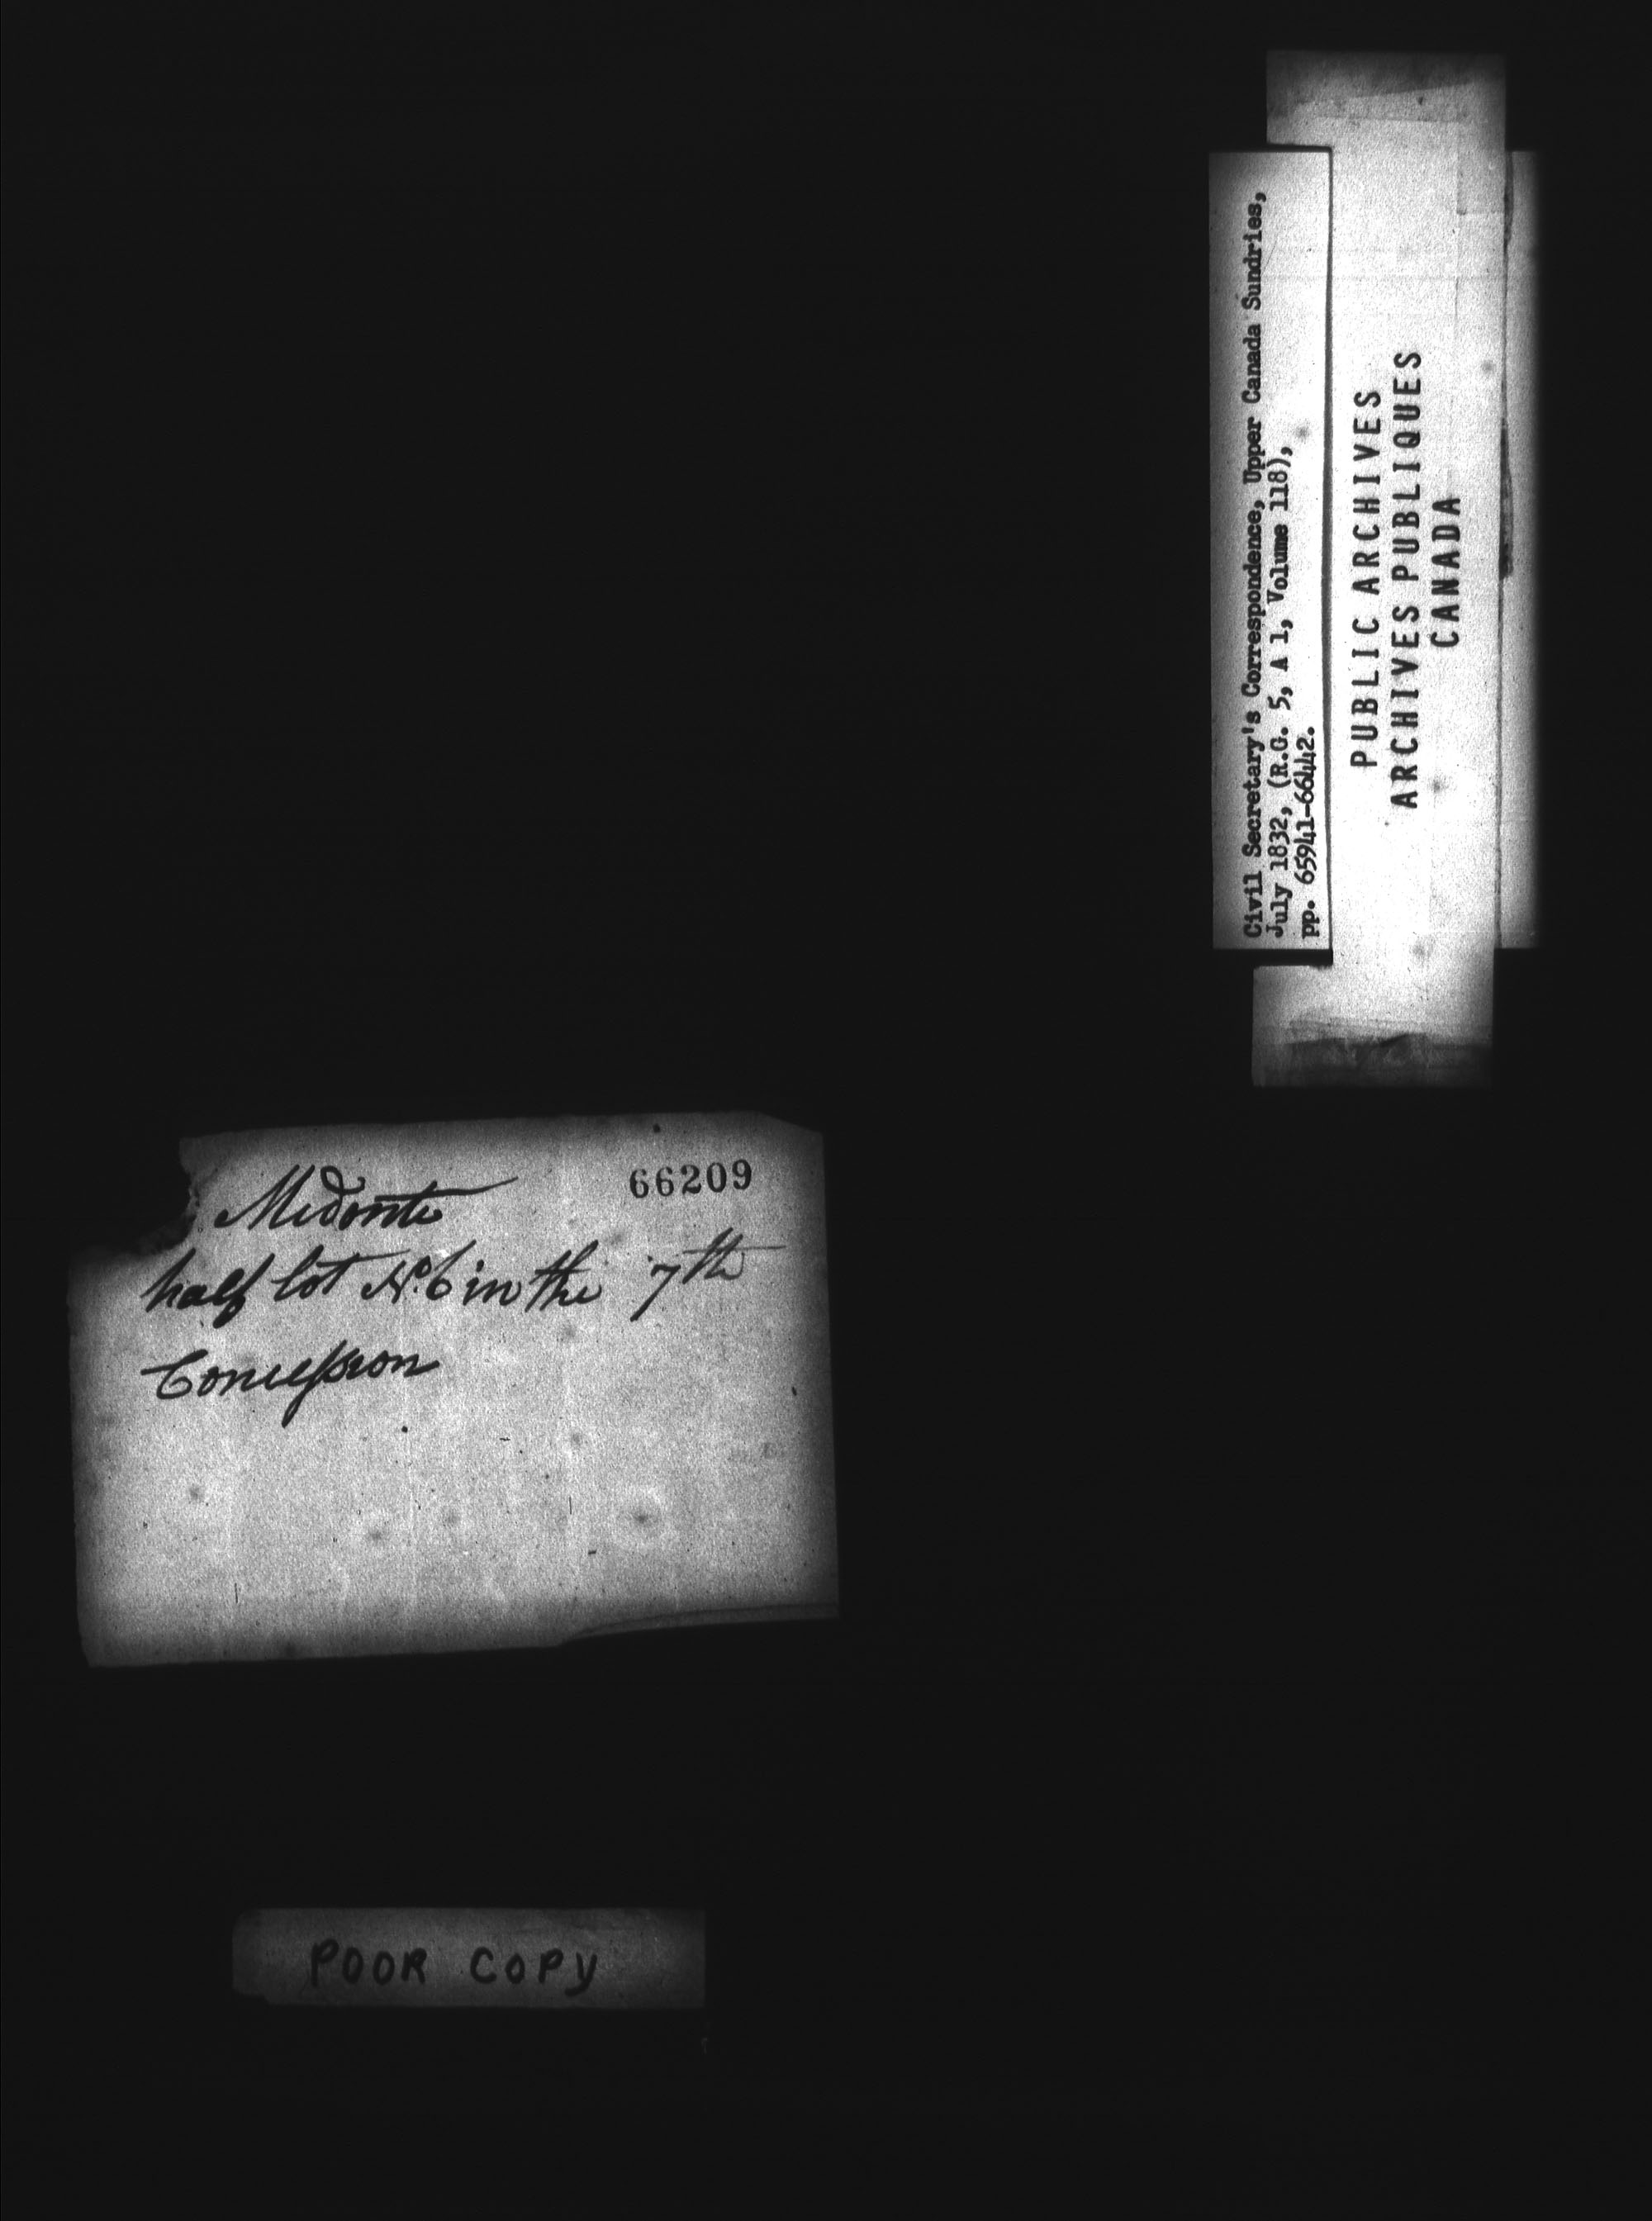 Civil Secretary's Correspondence, Upper Canada Sundries,
July 1832, (R.G. 5, A 1, Volume 118),
pp. 65941-66442.
PUBLIC ARCHIVES
ARCHIVES PUBLIQUES
CANADA
66209
Medonte
half lot No. 6 in the 7th
Concession
POOR COPY